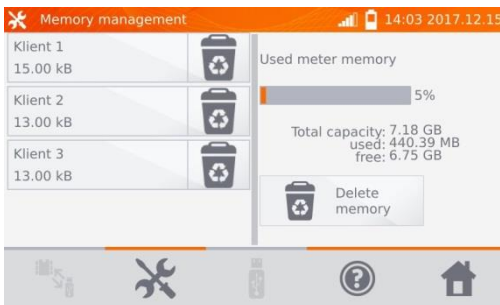 Memory management
14:03 2017.12.15
Klient 1
15.00 kB
Klient 2
13.00 kB
Klient 3
13.00 kB
Used meter memory
5%
Total capacity: 7.18 GB
used: 440.39 MB
free: 6.75 GB
Delete
memory